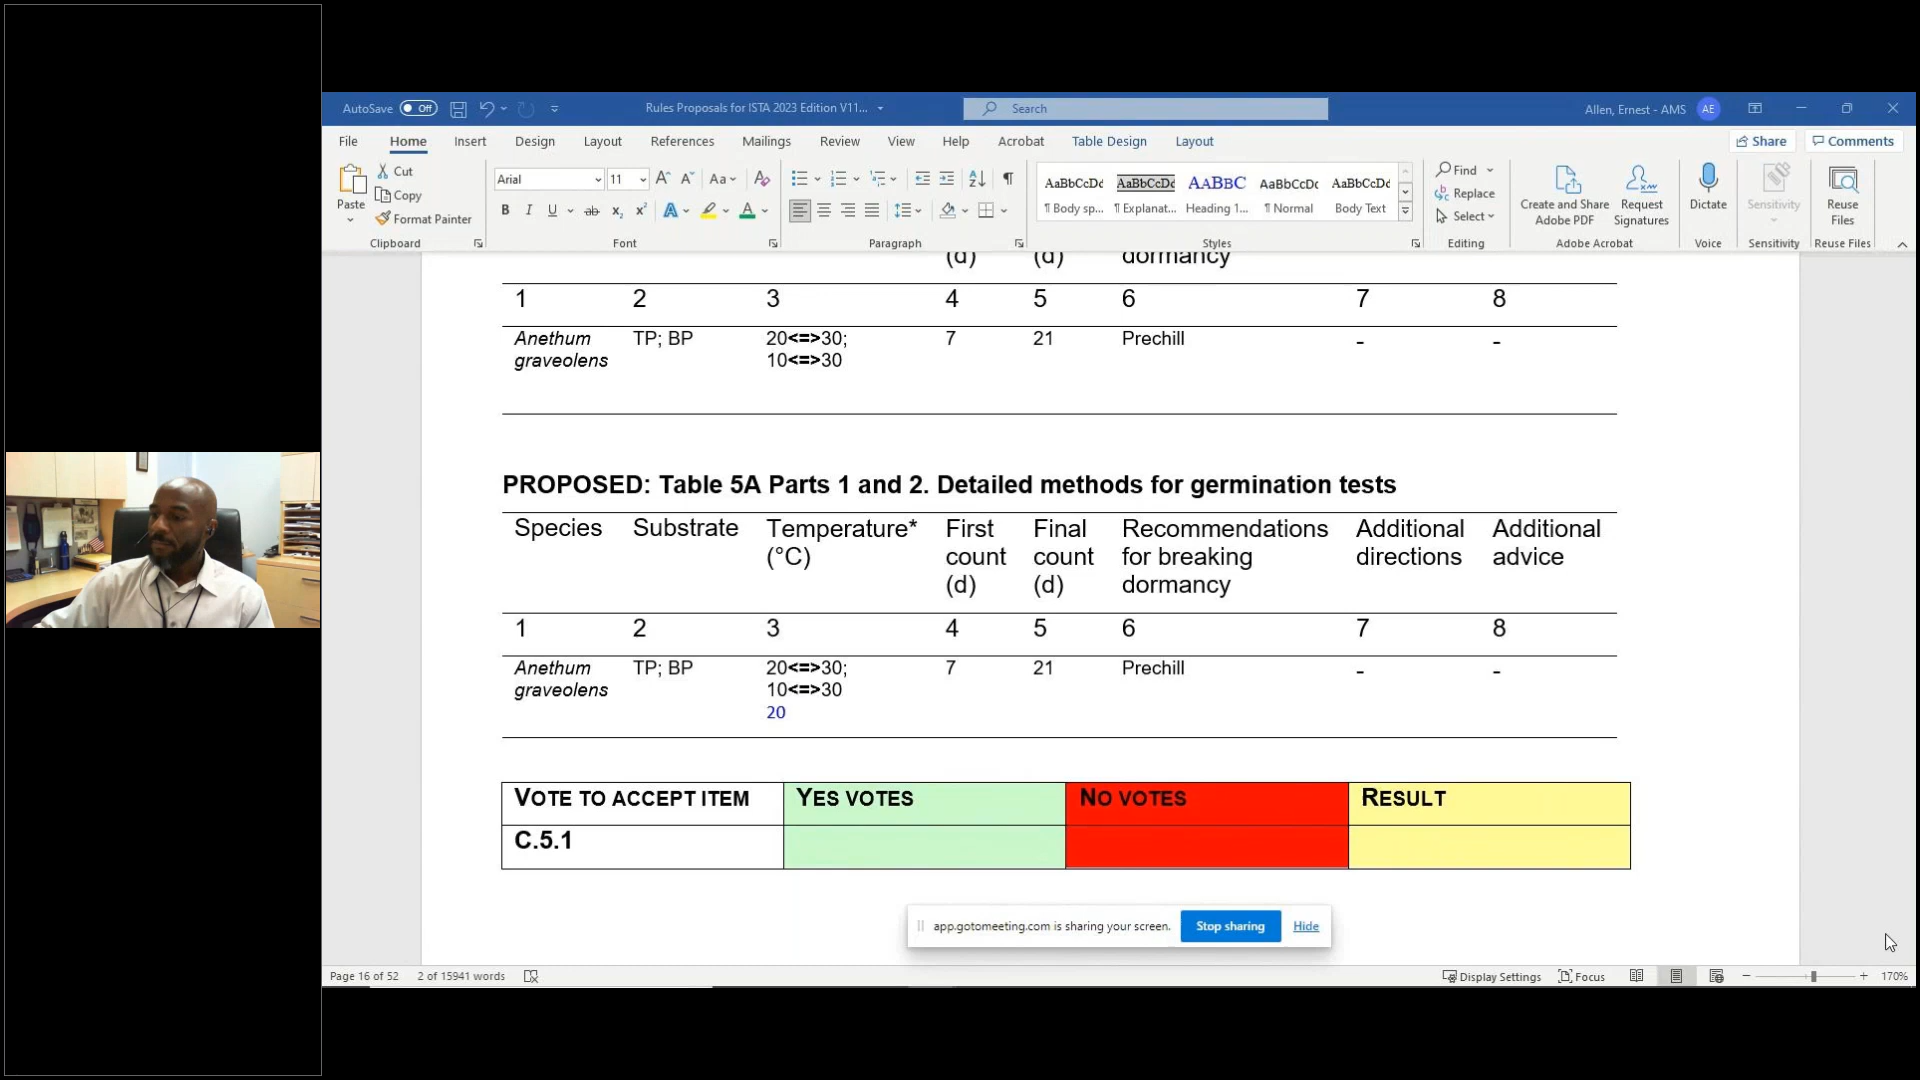 AutoSave Off Rules Proposals for ISTA 2023 Edition V11... Search Allen, Ernest - AMS AE
File Home Insert Design Layout References Mailings Review View Help Acrobat Table Design Layout Share Comments
Paste Cut Copy Format Painter
Clipboard
Arial 11
Font
Paragraph
AaBbCcDd AaBbCcDd AABBC AaBbCcDd AaBbCcDd
¶ Body sp... ¶ Explanat... Heading 1... ¶ Normal Body Text
Styles
Find Replace Select
Editing
Create and Share Adobe PDF Request Signatures
Adobe Acrobat
Dictate
Voice
Sensitivity
Sensitivity
Reuse Files
Reuse Files
(d) (d) dormancy
1 2 3 4 5 6 7 8
Anethum TP; BP 20<=>30; 7 21 Prechill - -
graveolens 10<=>30
PROPOSED: Table 5A Parts 1 and 2. Detailed methods for germination tests
Species Substrate Temperature* First Final Recommendations Additional Additional
(°C) count count for breaking directions advice
(d) (d) dormancy
1 2 3 4 5 6 7 8
Anethum TP; BP 20<=>30; 7 21 Prechill - -
graveolens 10<=>30
20
VOTE TO ACCEPT ITEM YES VOTES NO VOTES RESULT
C.5.1
app.gotomeeting.com is sharing your screen. Stop sharing Hide
Page 16 of 52 2 of 15941 words Display Settings Focus 170%